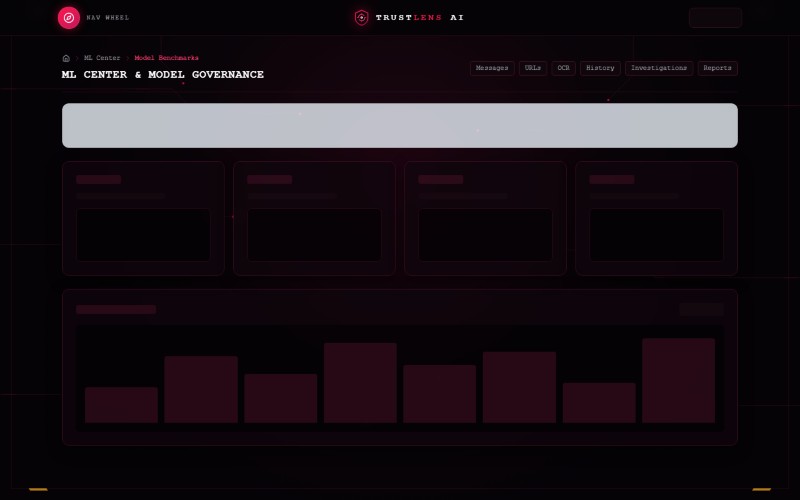 NAV WHEEL
TRUSTLENS AI
ML Center > Model Benchmarks
ML CENTER & MODEL GOVERNANCE
Messages URLs OCR History Investigations Reports